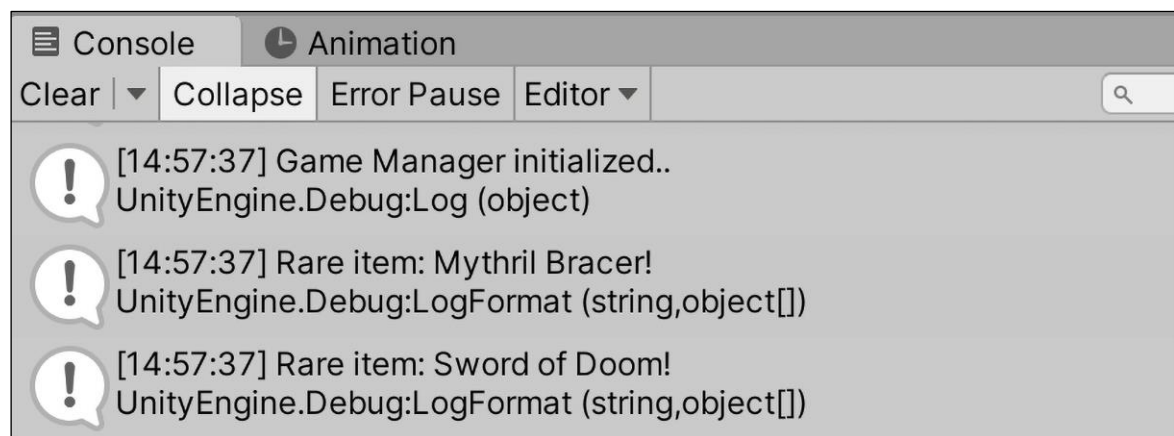 Console Animation
Clear Collapse Error Pause Editor
[14:57:37] Game Manager initialized..
UnityEngine.Debug:Log (object)
[14:57:37] Rare item: Mythril Bracer!
UnityEngine.Debug:LogFormat (string,object[])
[14:57:37] Rare item: Sword of Doom!
UnityEngine.Debug:LogFormat (string,object[])